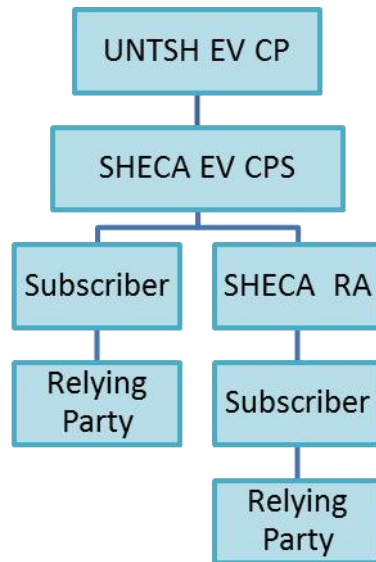 UNTSH EV CP
SHECA EV CPS
Subscriber
SHECA RA
Relying
Party
Subscriber
Relying
Party